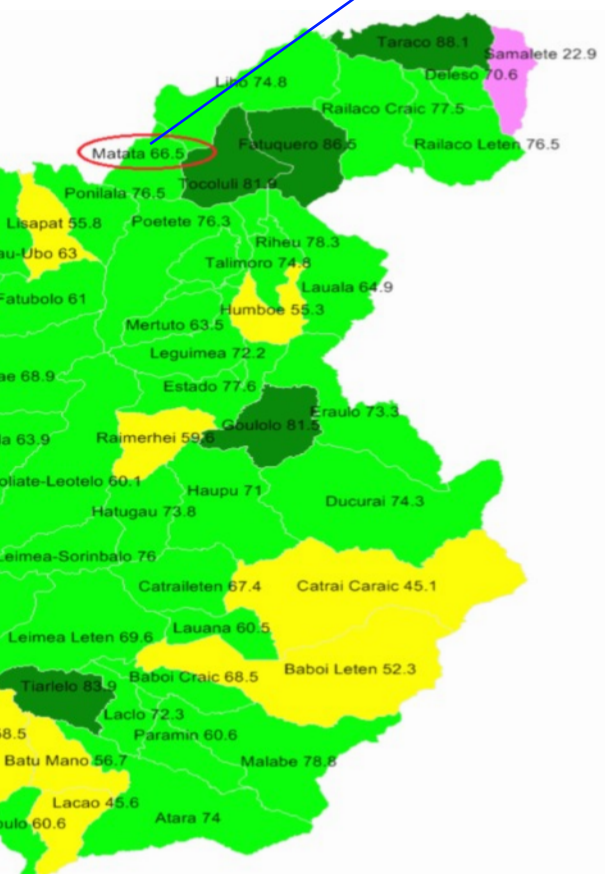 Taraco 88.1
Samalete 22.9
Deleso 70.6
Liho 74.8
Railaco Craic 77.5
Fatuquero 86.5
Railaco Leten 76.5
Matata 66.5
Tocoluli 81.9
Ponilala 76.5
Lisapat 55.8
Poetete 76.3
Riheu 78.3
au-Ubo 63
Talimoro 74.8
Lauala 64.9
Fatubolo 61
Humboe 55.3
Mertuto 63.5
Leguimea 72.2
ae 68.9
Estado 77.6
Eraulo 73.3
Goulolo 81.5
la 63.9
Raimerhei 59.6
oliate-Leotelo 60.1
Haupu 71
Ducurai 74.3
Hatugau 73.8
Leimea-Sorinbalo 76
Catraileten 67.4
Catrai Caraic 45.1
Lauana 60.5
Leimea Leten 69.6
Baboi Craic 68.5
Baboi Leten 52.3
Tiarlelo 83.9
Laclo 72.3
58.5
Paramin 60.6
Batu Mano 56.7
Malabe 78.8
Lacao 45.6
Atara 74
oulo 60.6